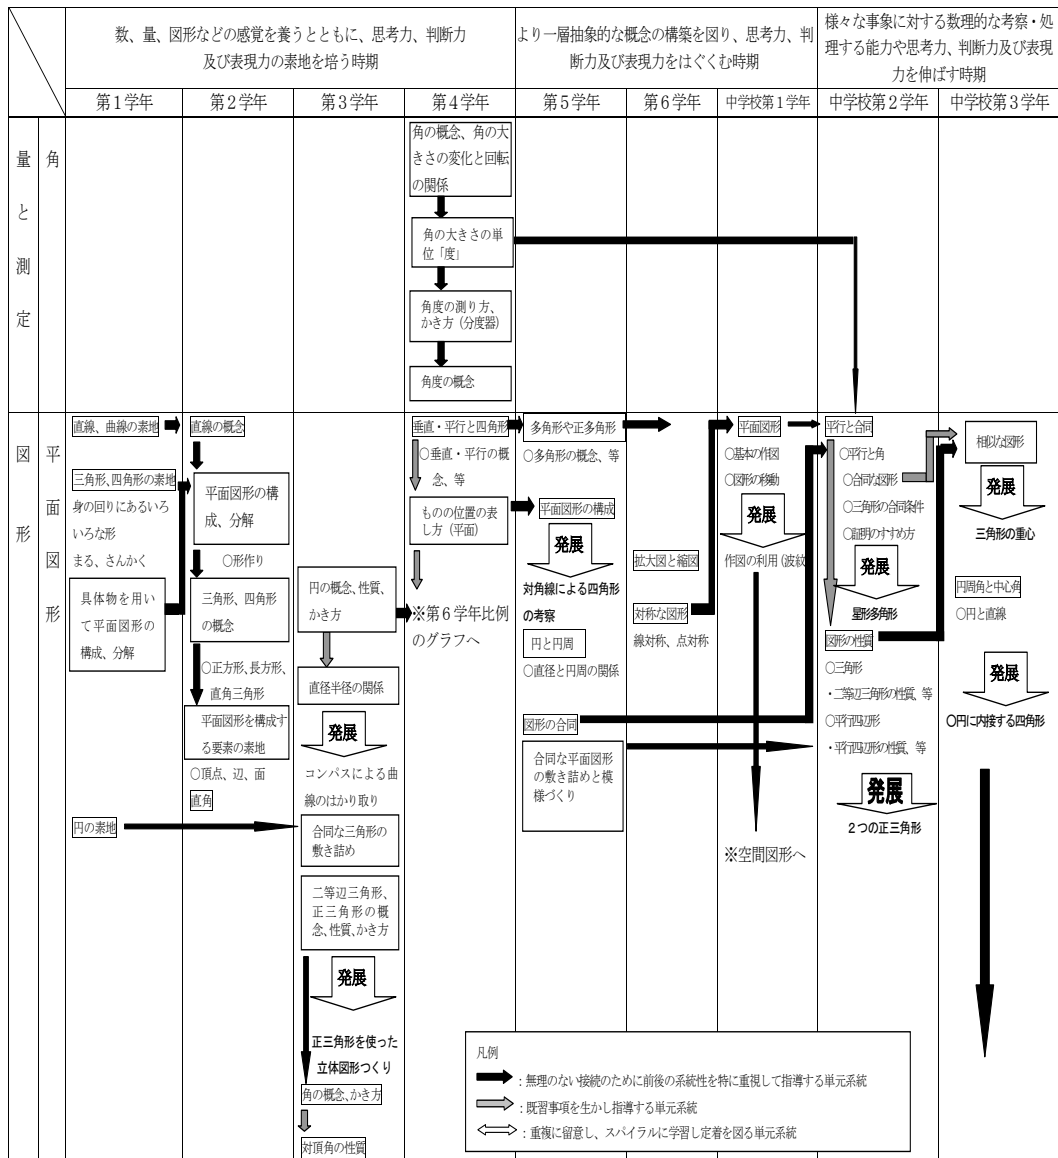 数、量、図形などの感覚を養うとともに、思考力、判断力
及び表現力の素地を培う時期
より一層抽象的な概念の構築を図り、思考力、判
断力及び表現力をはぐくむ時期
様々な事象に対する数理的な考察・処
理する能力や思考力、判断力及び表現
力を伸ばす時期
第1学年
第2学年
第3学年
第4学年
第5学年
第6学年
中学校第1学年
中学校第2学年
中学校第3学年
量と測定
角
角の概念、角の大
きさの変化と回転
の関係
角の大きさの単
位「度」
角度の測り方、
かき方（分度器）
角度の概念
図形
平面図形
直線、曲線の素地
三角形、四角形の素地
身の回りにあるいろ
いろな形
まる、さんかく
具体物を用い
て平面図形の
構成、分解
円の素地
直線の概念
平面図形の構
成、分解
○形作り
三角形、四角形
の概念
○正方形、長方形、
直角三角形
平面図形を構成す
る要素の素地
○頂点、辺、面
直角
円の概念、性質、
かき方
直径半径の関係
発展
コンパスによる曲
線のはかり取り
合同な三角形の
敷き詰め
二等辺三角形、
正三角形の概
念、性質、かき方
発展
正三角形を使った
立体図形つくり
角の概念、かき方
対頂角の性質
垂直・平行と四角形
○垂直・平行の概
念、等
ものの位置の表
し方（平面）
※第6学年比例
のグラフへ
多角形や正多角形
○多角形の概念、等
平面図形の構成
発展
対角線による四角形
の考察
円と円周
○直径と円周の関係
図形の合同
合同な平面図形
の敷き詰めと模
様づくり
拡大図と縮図
対称な図形
線対称、点対称
平面図形
○基本の作図
○図形の移動
発展
作図の利用（波紋
※空間図形へ
平行と合同
○平行と角
○合同な図形
○三角形の合同条件
○証明のすすめ方
発展
星形多角形
図形の性質
○三角形
・二等辺三角形の性質、等
○平行四辺形
・平行四辺形の性質、等
発展
2つの正三角形
相似な図形
発展
三角形の重心
円周角と中心角
○円と直線
発展
○円に内接する四角形
凡例
：無理のない接続のために前後の系統性を特に重視して指導する単元系統
：既習事項を生かし指導する単元系統
：重複に留意し、スパイラルに学習し定着を図る単元系統